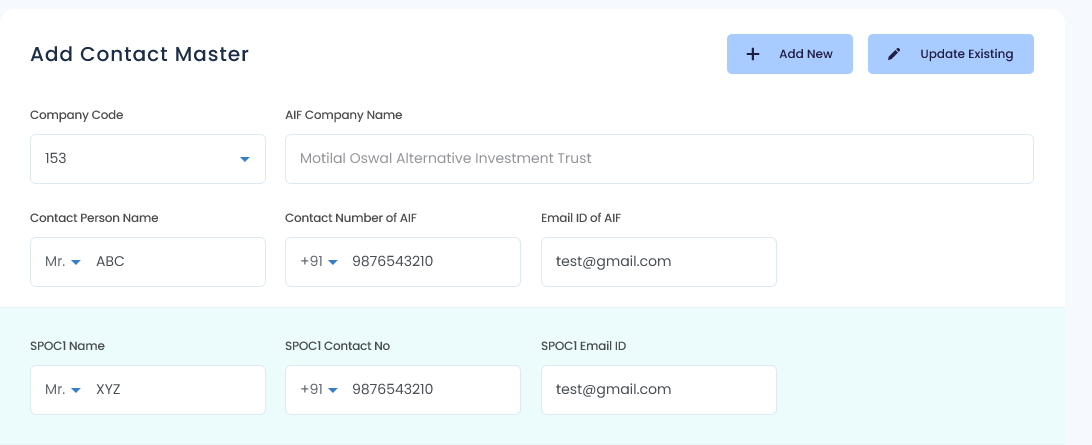 Add Contact Master
Add New
Update Existing
Company Code
AIF Company Name
153
Motilal Oswal Alternative Investment Trust
Contact Person Name
Contact Number of AIF
Email ID of AIF
Mr. ABC
+91 9876543210
test@gmail.com
SPOC1 Name
SPOC1 Contact No
SPOC1 Email ID
Mr. XYZ
+91 9876543210
test@gmail.com